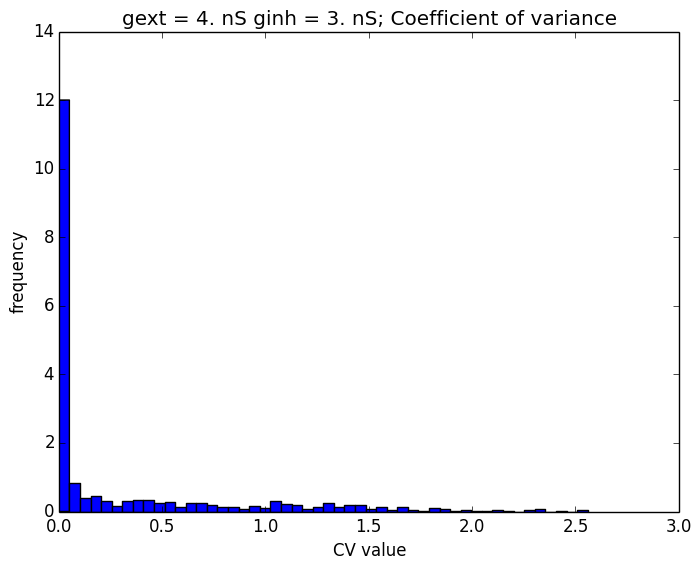 gext = 4. nS ginh = 3. nS; Coefficient of variance
14
12
10
8
6
4
2
0
frequency
0.0 0.5 1.0 1.5 2.0 2.5 3.0
CV value